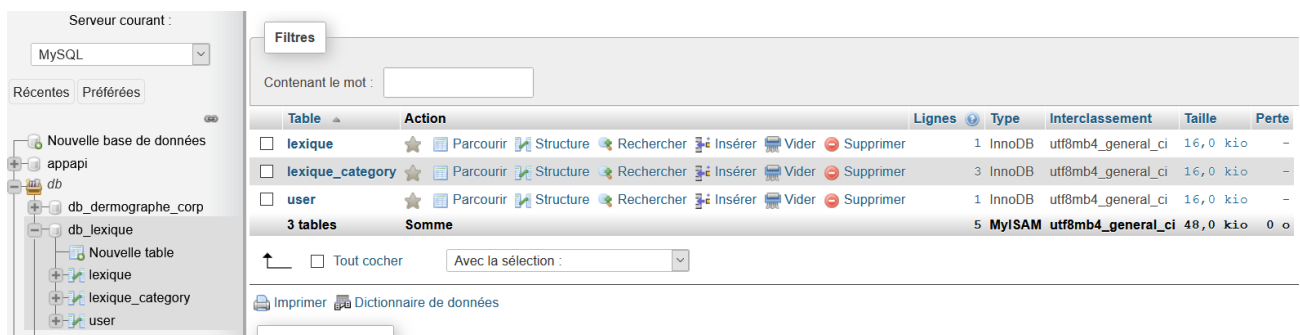 Serveur courant :
MySQL
Récentes Préférées
Nouvelle base de données
appapi
db
db_dermographe_corp
db_lexique
Nouvelle table
lexique
lexique_category
user
Filtres
Contenant le mot :
Table Action Lignes Type Interclassement Taille Perte
lexique Parcourir Structure Rechercher Insérer Vider Supprimer 1 InnoDB utf8mb4_general_ci 16,0 kio -
lexique_category Parcourir Structure Rechercher Insérer Vider Supprimer 3 InnoDB utf8mb4_general_ci 16,0 kio -
user Parcourir Structure Rechercher Insérer Vider Supprimer 1 InnoDB utf8mb4_general_ci 16,0 kio -
3 tables Somme 5 MyISAM utf8mb4_general_ci 48,0 kio 0 o
Tout cocher Avec la sélection :
Imprimer Dictionnaire de données